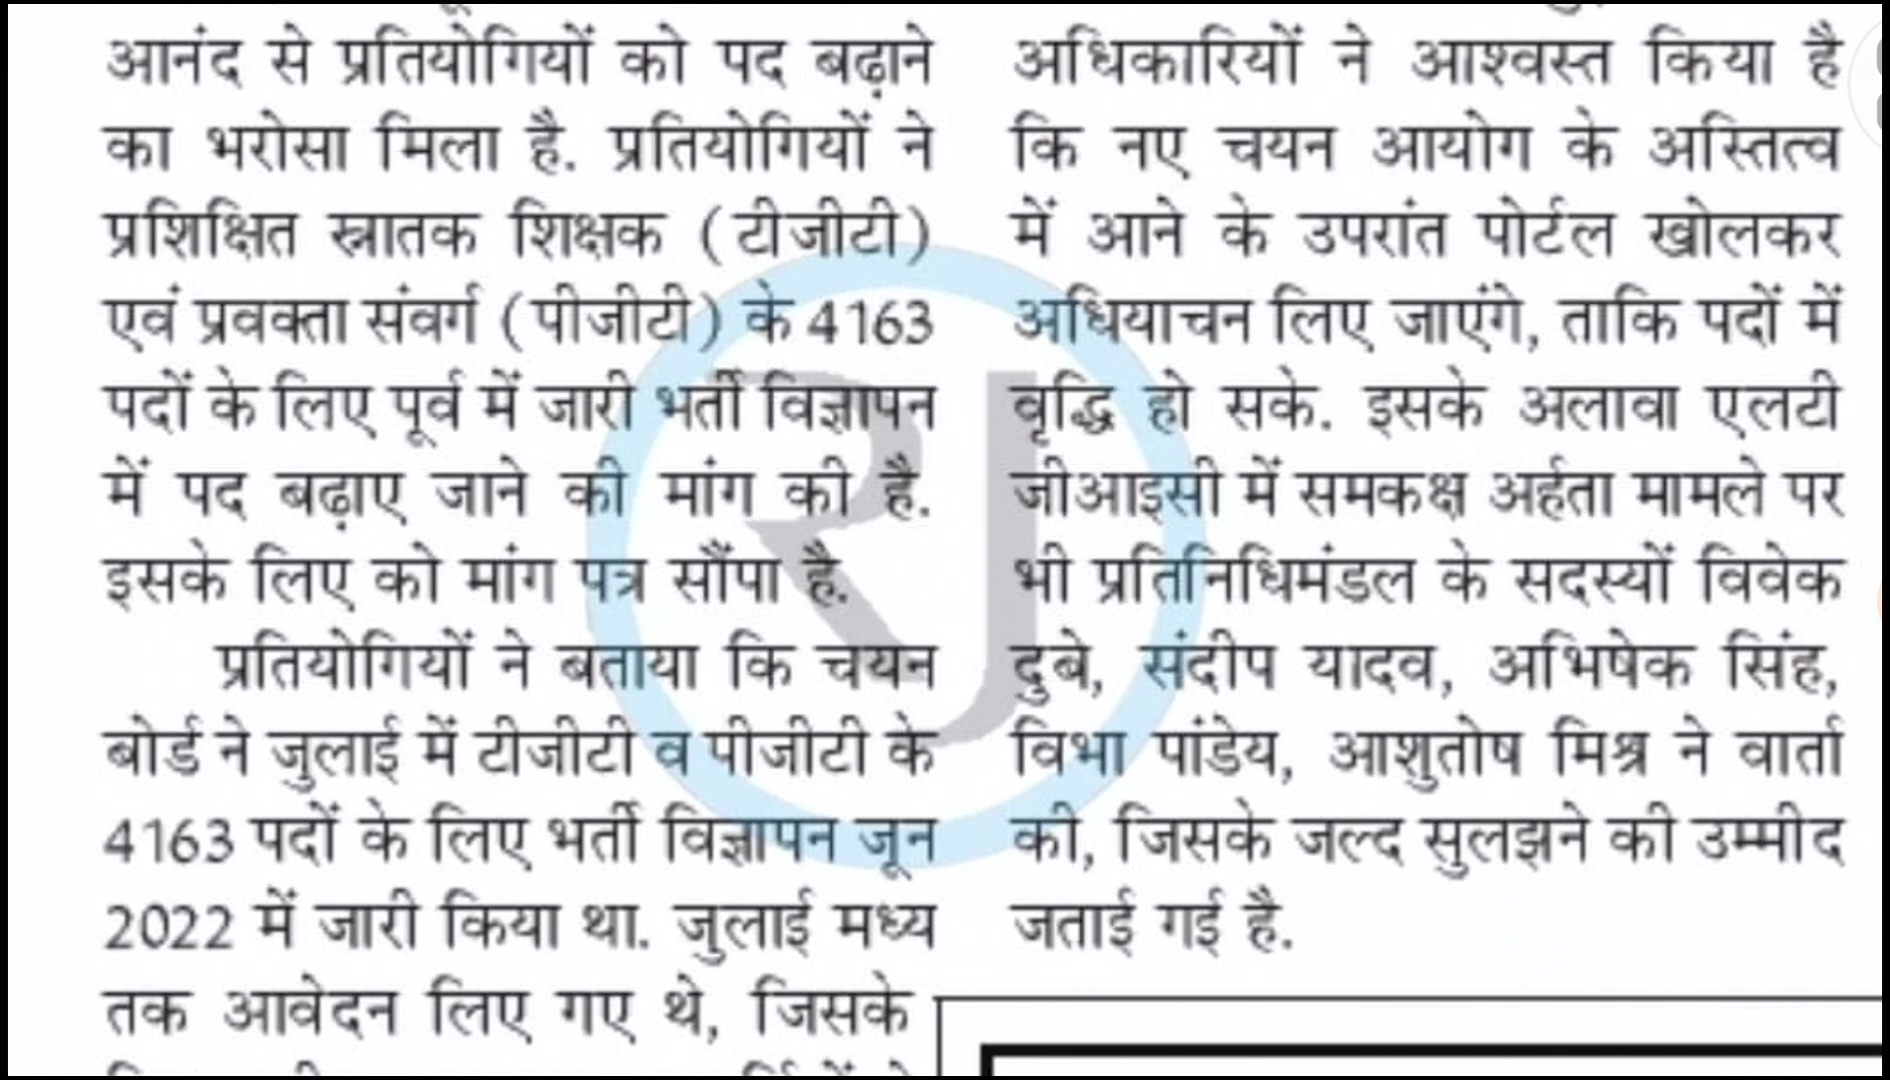 आनंद से प्रतियोगियों को पद बढ़ाने
का भरोसा मिला है. प्रतियोगियों ने
प्रशिक्षित स्नातक शिक्षक (टीजीटी)
एवं प्रवक्ता संवर्ग (पीजीटी) के 4163
पदों के लिए पूर्व में जारी भर्ती विज्ञापन
में पद बढ़ाए जाने की मांग की है.
इसके लिए को मांग पत्र सौंपा है.
प्रतियोगियों ने बताया कि चयन
बोर्ड ने जुलाई में टीजीटी व पीजीटी के
4163 पदों के लिए भर्ती विज्ञापन जून
2022 में जारी किया था. जुलाई मध्य
तक आवेदन लिए गए थे, जिसके
अधिकारियों ने आश्वस्त किया है
कि नए चयन आयोग के अस्तित्व
में आने के उपरांत पोर्टल खोलकर
अधियाचन लिए जाएंगे, ताकि पदों में
वृद्धि हो सके. इसके अलावा एलटी
जीआइसी में समकक्ष अर्हता मामले पर
भी प्रतिनिधिमंडल के सदस्यों विवेक
दुबे, संदीप यादव, अभिषेक सिंह,
विभा पांडेय, आशुतोष मिश्र ने वार्ता
की, जिसके जल्द सुलझने की उम्मीद
जताई गई है.
RJ